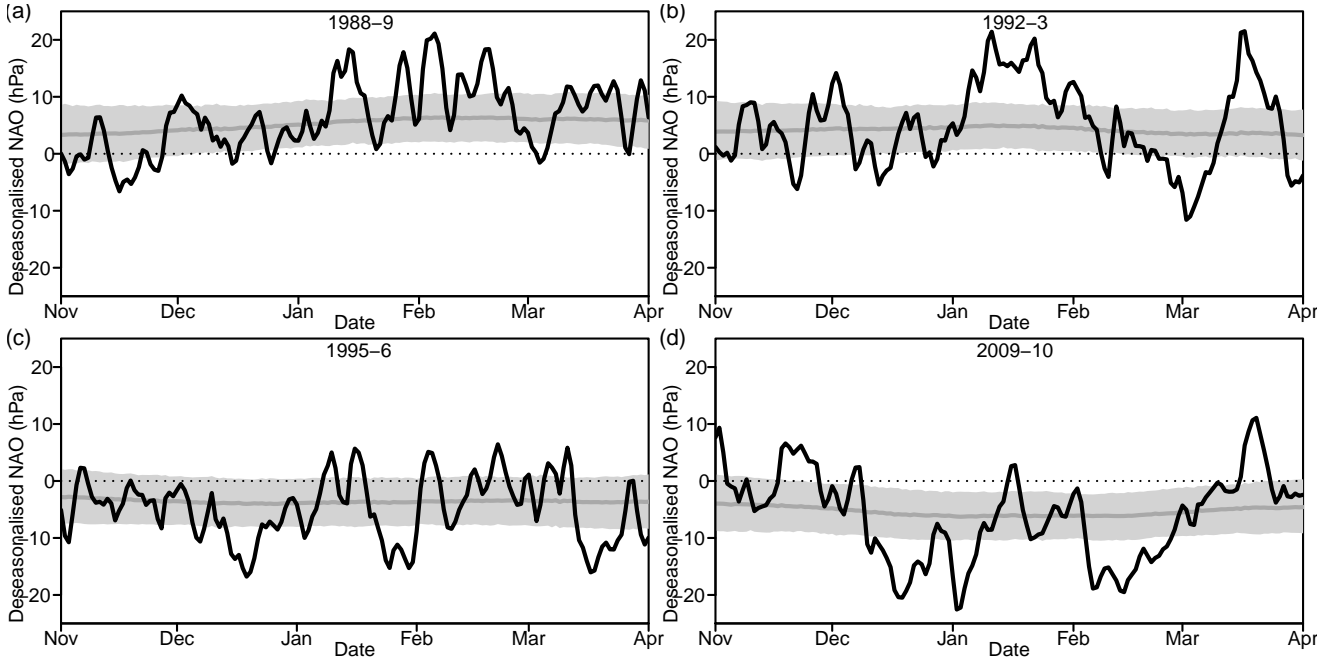 (a)
1988−9
Deseasonalised NAO (hPa)
20
10
0
−10
−20
Nov
Dec
Jan
Feb
Mar
Apr
Date
(b)
1992−3
Deseasonalised NAO (hPa)
20
10
0
−10
−20
Nov
Dec
Jan
Feb
Mar
Apr
Date
(c)
1995−6
Deseasonalised NAO (hPa)
20
10
0
−10
−20
Nov
Dec
Jan
Feb
Mar
Apr
Date
(d)
2009−10
Deseasonalised NAO (hPa)
20
10
0
−10
−20
Nov
Dec
Jan
Feb
Mar
Apr
Date